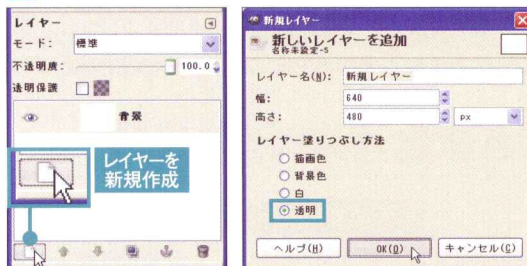 レイヤー
モード： 標準
不透明度： 100.0
透明保護
背景
レイヤーを
新規作成
新規レイヤー
新しいレイヤーを追加
名称未設定-5
レイヤー名(N)： 新規レイヤー
幅： 640
高さ： 480 px
レイヤー塗りつぶし方法
描画色
背景色
白
透明
ヘルプ(H) OK(O) キャンセル(C)